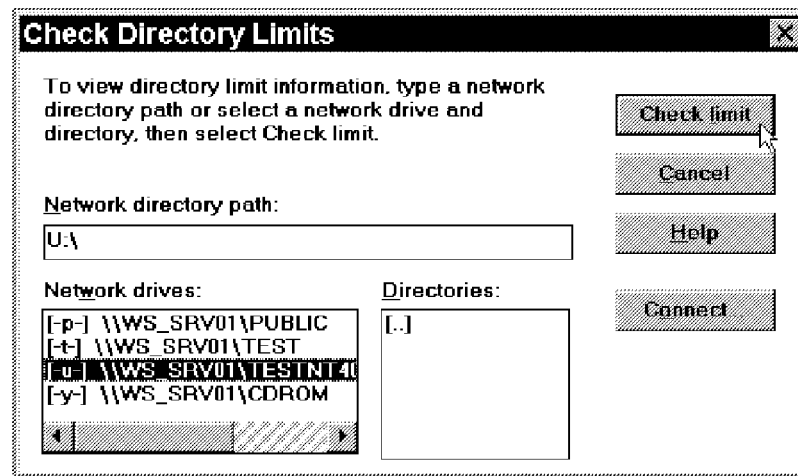 Check Directory Limits
To view directory limit information, type a network
directory path or select a network drive and
directory, then select Check limit.
Check limit
Cancel
Network directory path:
U:\
Help
Network drives:
Directories:
Connect...
[-p-] \\WS_SRV01\PUBLIC
[..]
[-t-] \\WS_SRV01\TEST
[-u-] \\WS_SRV01\TESTNT40
[-y-] \\WS_SRV01\CDROM